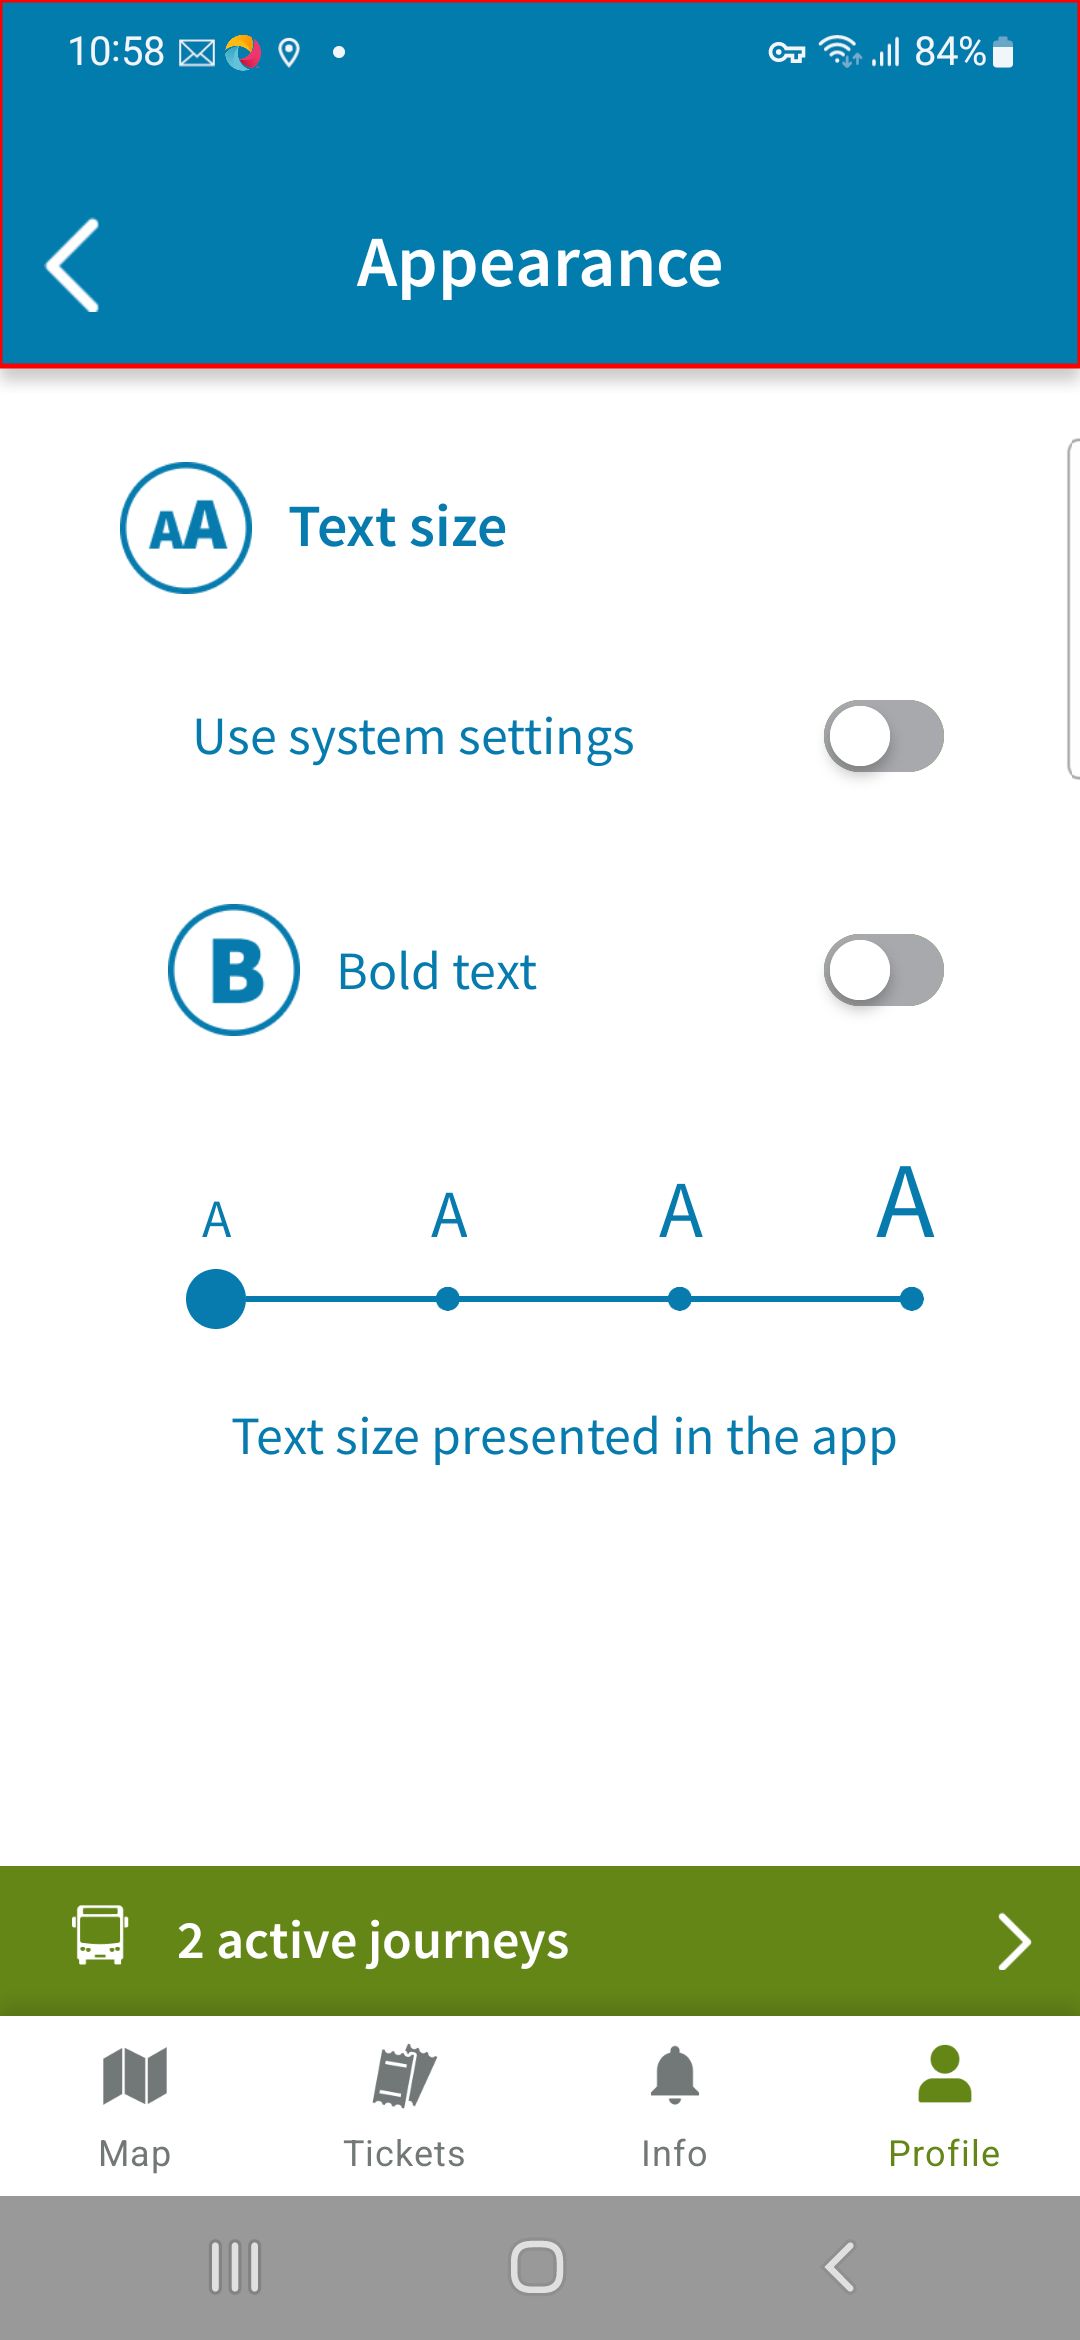 10:58 84%
Appearance
AA Text size
Use system settings
B Bold text
A A A A
Text size presented in the app
2 active journeys
Map Tickets Info Profile